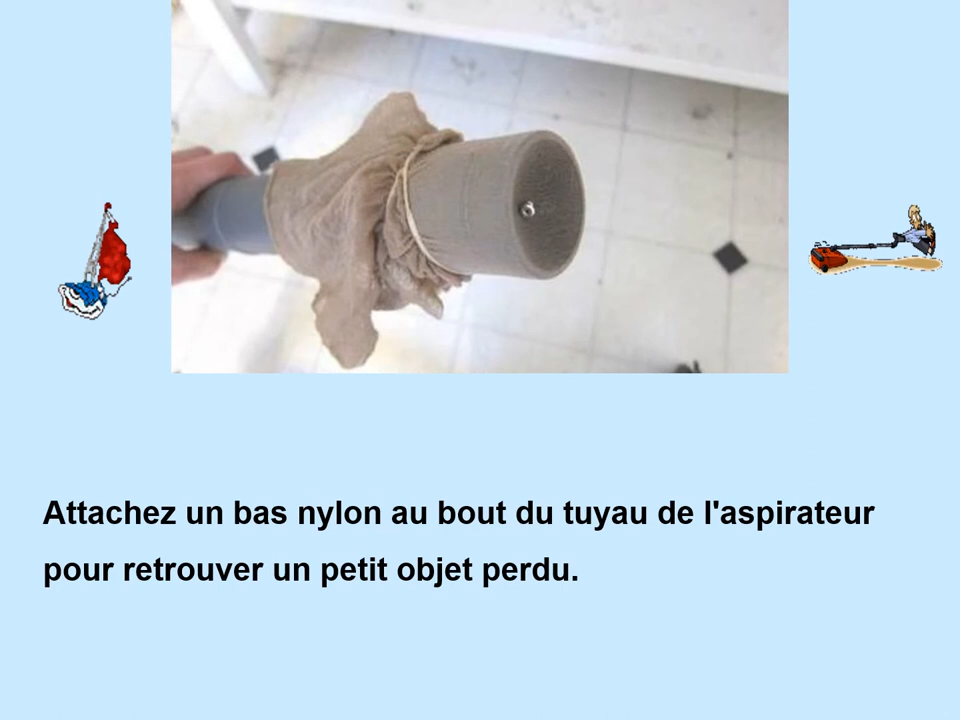 Attachez un bas nylon au bout du tuyau de l'aspirateur
pour retrouver un petit objet perdu.